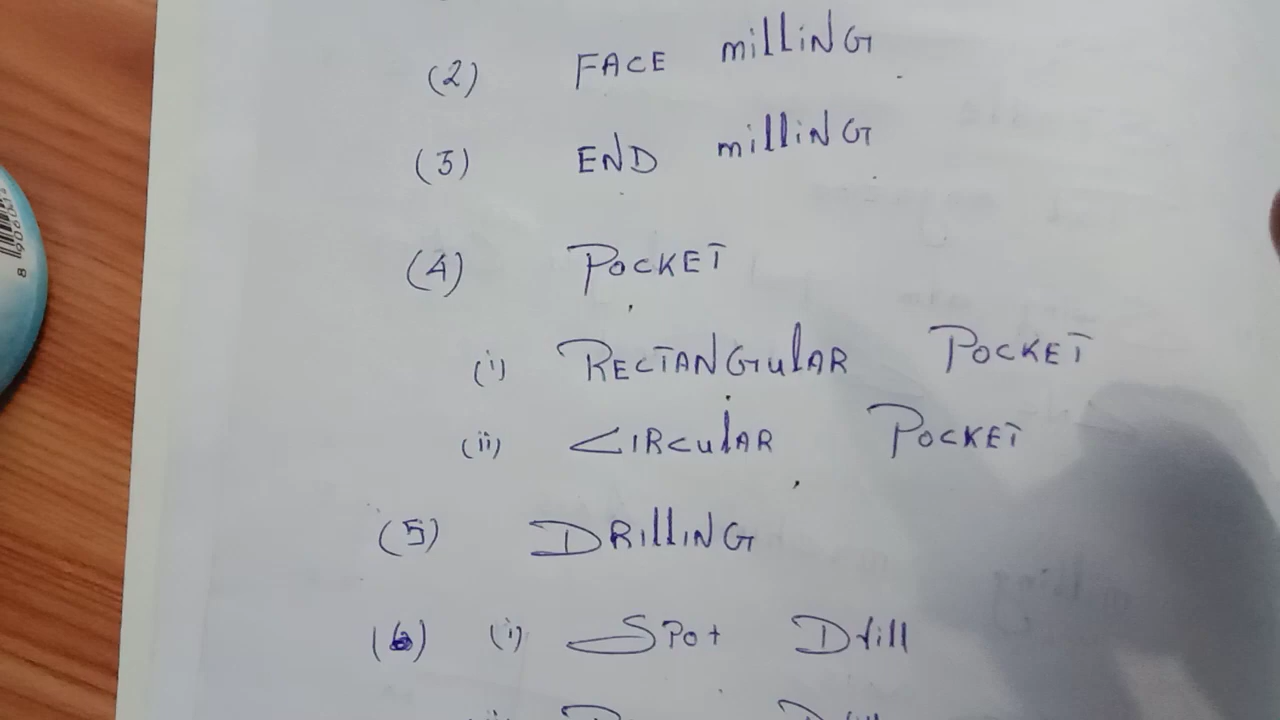 (2) FACE milliNG
(3) END milliNG
(4) POCKET
(i) RECTANGulAR POCKET
(ii) CIRculAR POCKET
(5) DRIllING
(6) (i) SPot Drill